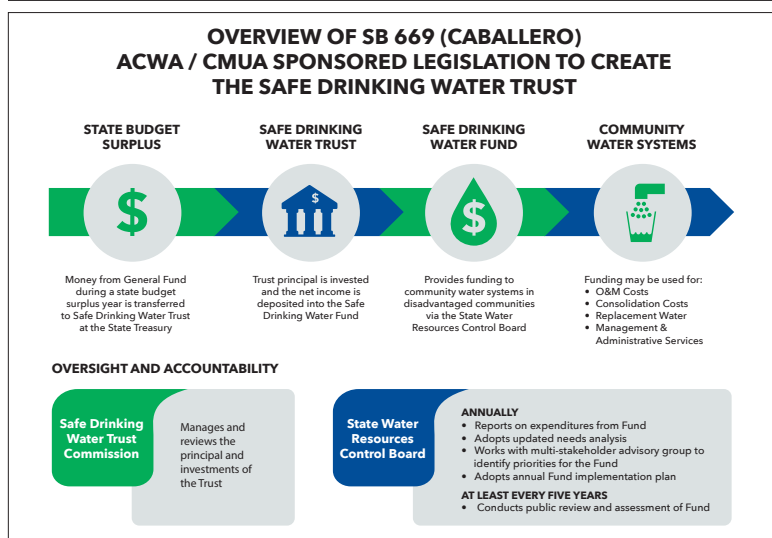 OVERVIEW OF SB 669 (CABALLERO)
ACWA / CMUA SPONSORED LEGISLATION TO CREATE
THE SAFE DRINKING WATER TRUST
STATE BUDGET
SURPLUS
$
Money from General Fund
during a state budget
surplus year is transferred
to Safe Drinking Water Trust
at the State Treasury
SAFE DRINKING
WATER TRUST
$
Trust principal is invested
and the net income is
deposited into the Safe
Drinking Water Fund
SAFE DRINKING
WATER FUND
$
Provides funding to
community water systems in
disadvantaged communities
via the State Water
Resources Control Board
COMMUNITY
WATER SYSTEMS
Funding may be used for:
• O&M Costs
• Consolidation Costs
• Replacement Water
• Management &
Administrative Services
OVERSIGHT AND ACCOUNTABILITY
Safe Drinking
Water Trust
Commission
Manages and
reviews the
principal and
investments of
the Trust
State Water
Resources
Control Board
ANNUALLY
• Reports on expenditures from Fund
• Adopts updated needs analysis
• Works with multi-stakeholder advisory group to
identify priorities for the Fund
• Adopts annual Fund implementation plan
AT LEAST EVERY FIVE YEARS
• Conducts public review and assessment of Fund